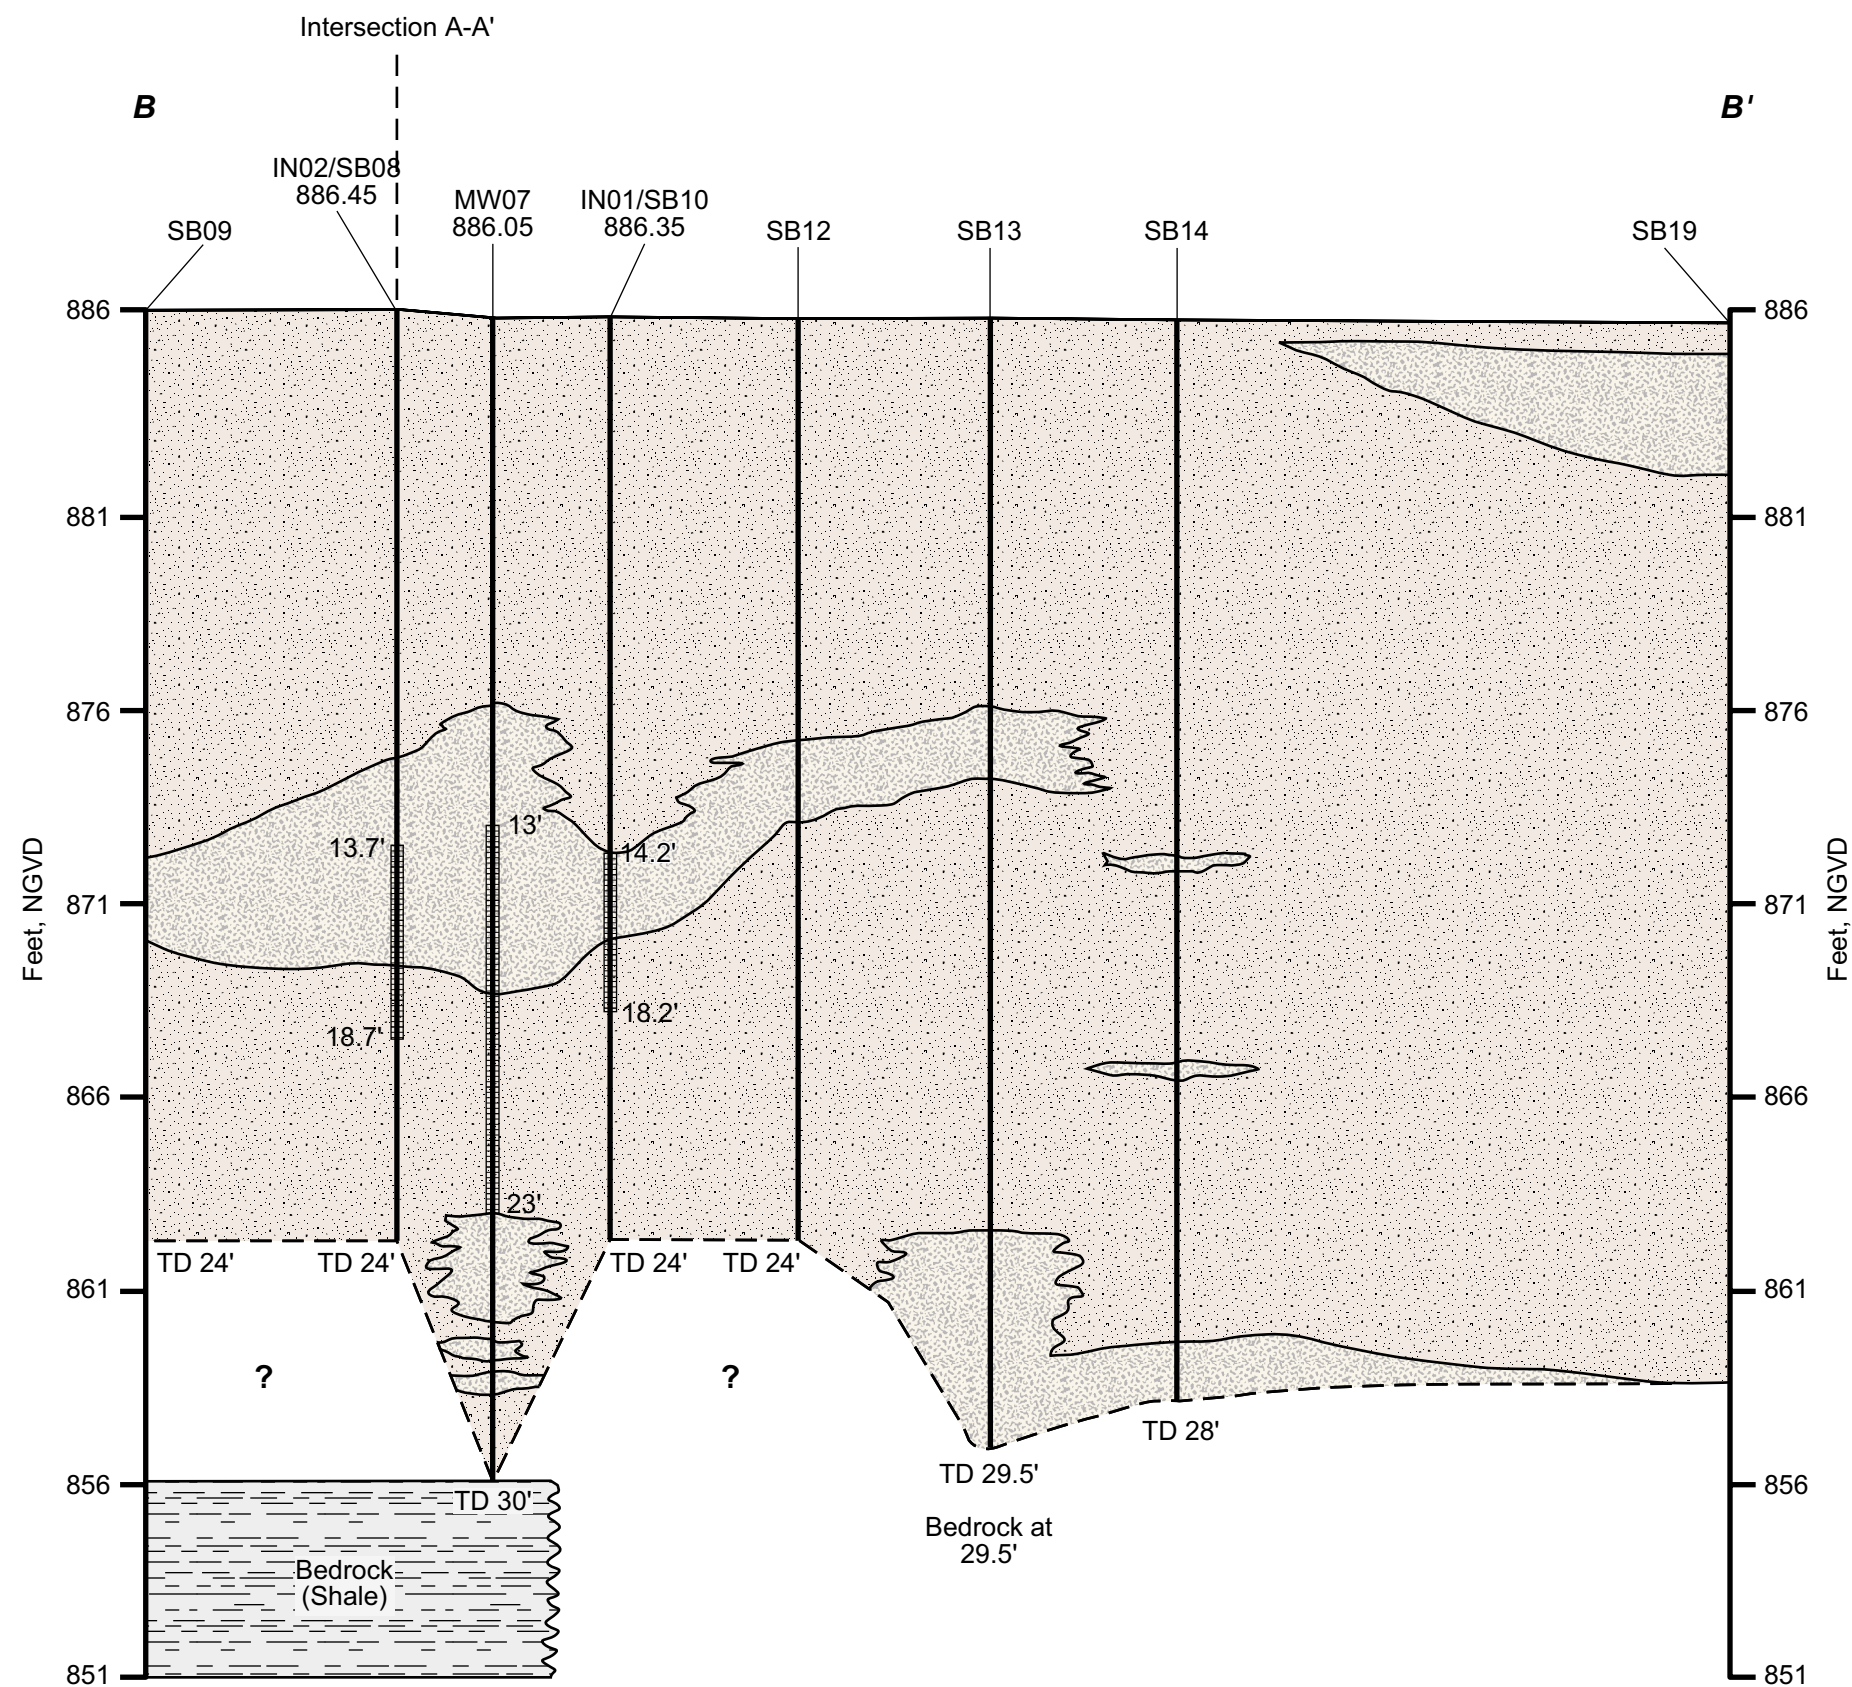 Intersection A-A'
B
B'
IN02/SB08
886.45
MW07
886.05
IN01/SB10
886.35
SB09
SB12
SB13
SB14
SB19
886
886
881
881
876
876
13'
13.7'
14.2'
871
871
Feet, NGVD
Feet, NGVD
18.2'
18.7'
866
866
23'
TD 24'
TD 24'
TD 24'
TD 24'
861
861
?
?
TD 28'
TD 29.5'
856
856
TD 30'
Bedrock at
29.5'
Bedrock
(Shale)
851
851